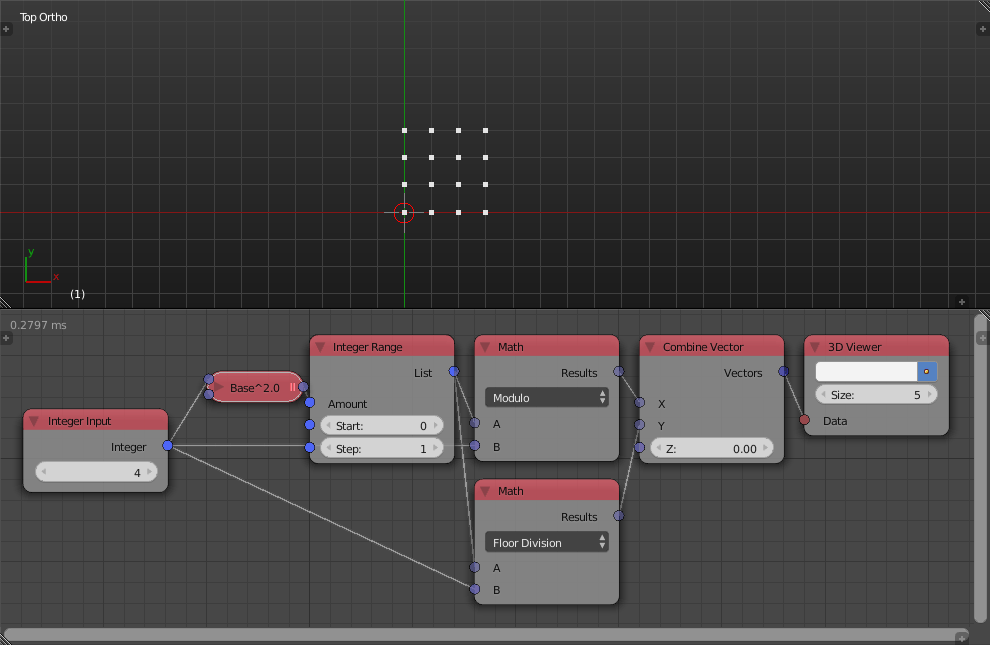 Top Ortho
y
x
(1)
0.2797 ms
Integer Input
Integer
4
Base^2.0
Integer Range
List
Amount
Start: 0
Step: 1
Math
Results
Modulo
A
B
Math
Results
Floor Division
A
B
Combine Vector
Vectors
X
Y
Z: 0.00
3D Viewer
Size: 5
Data